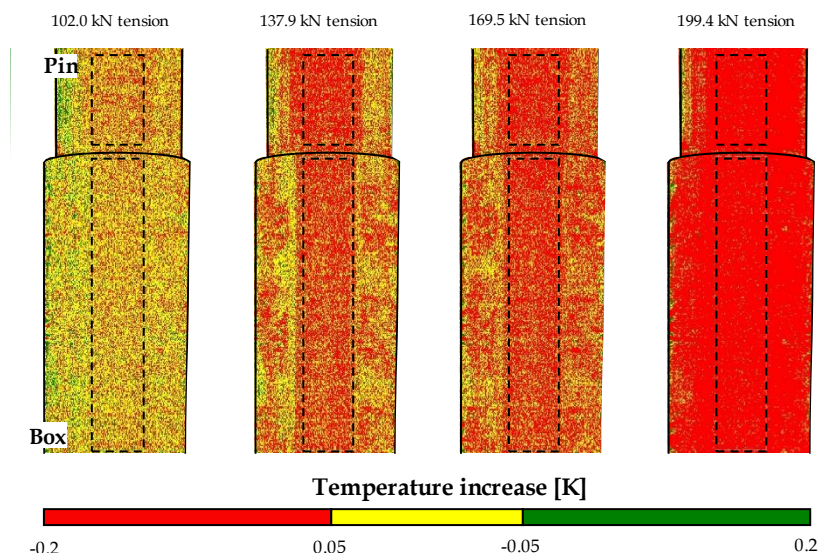 102.0 kN tension 137.9 kN tension 169.5 kN tension 199.4 kN tension
Pin
Box
Temperature increase [K]
-0.2 0.05 -0.05 0.2